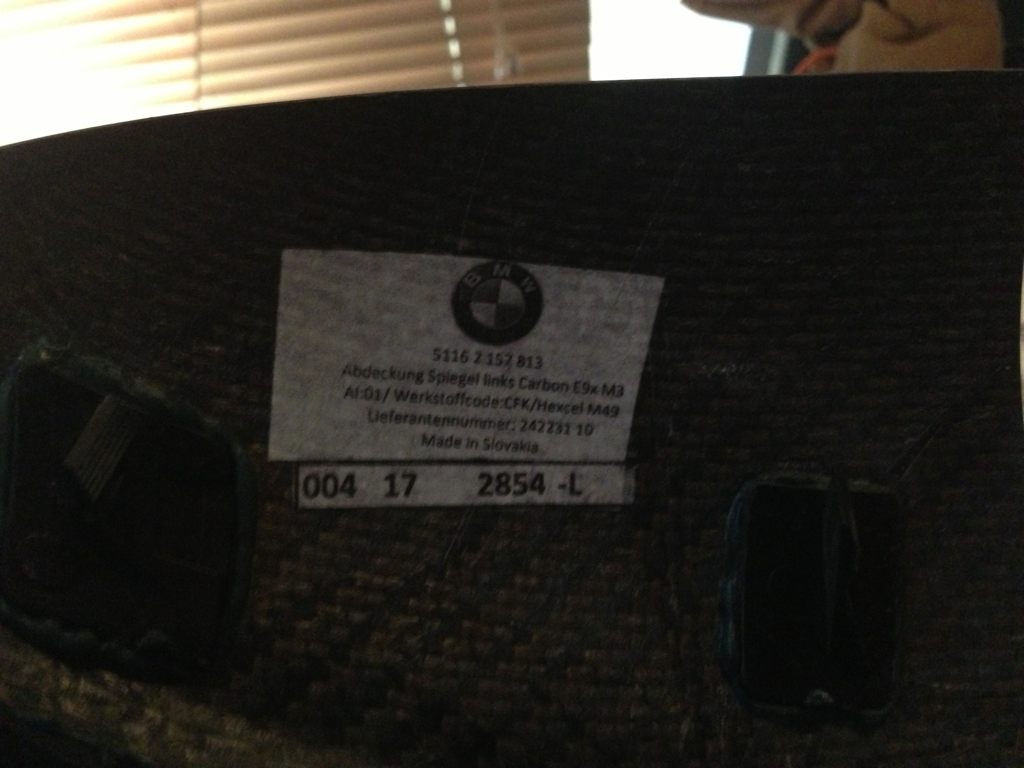 BMW
5116 2 157 813
Abdeckung Spiegel links Carbon E9x M3
AI:01/ Werkstoffcode:CFK/Hexcel M49
Lieferantennummer: 242231 10
Made in Slovakia
004 17 2854 -L